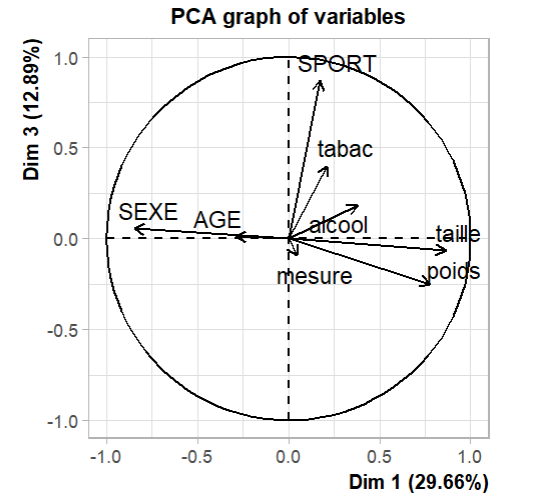 PCA graph of variables
Dim 3 (12.89%)
1.0
0.5
0.0
-0.5
-1.0
SPORT
tabac
SEXE
AGE
alcool
taille
poids
mesure
-1.0 -0.5 0.0 0.5 1.0
Dim 1 (29.66%)